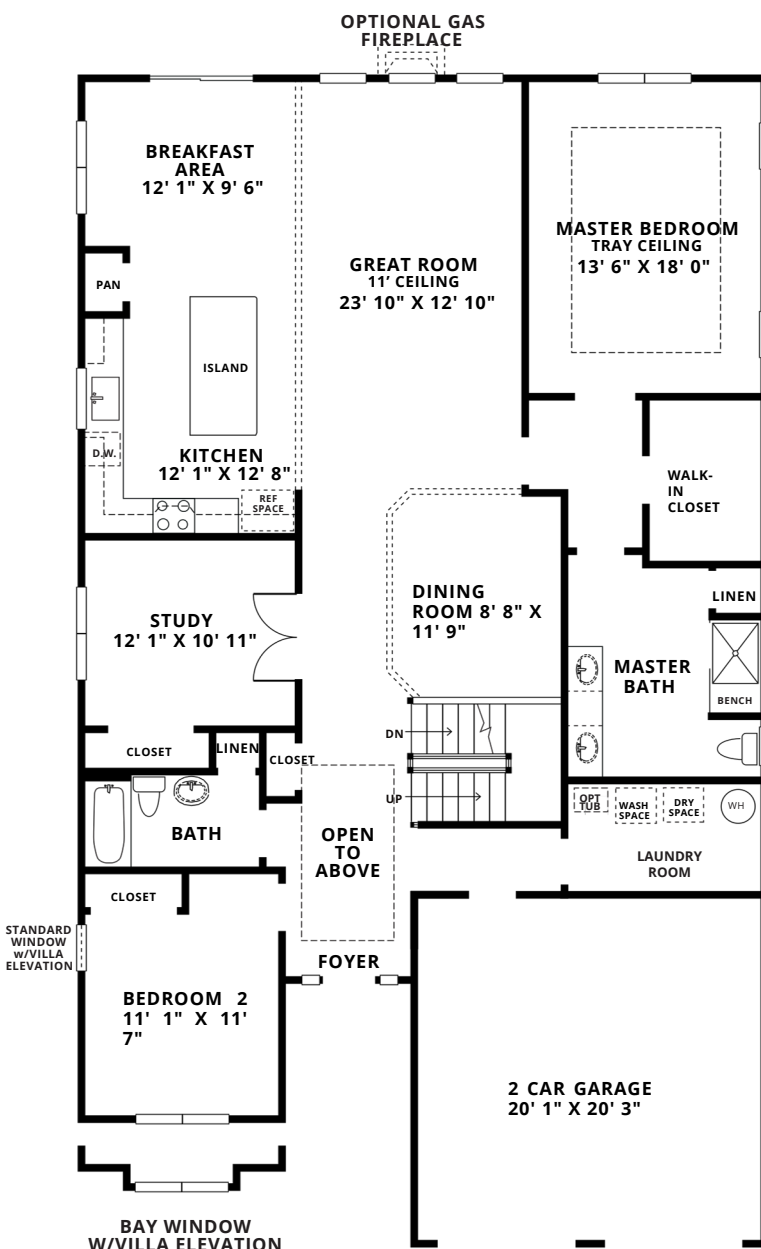 OPTIONAL GAS
FIREPLACE
BREAKFAST
AREA
12' 1" X 9' 6"
MASTER BEDROOM
TRAY CEILING
13' 6" X 18' 0"
GREAT ROOM
11’ CEILING
23' 10" X 12' 10"
PAN
ISLAND
D.W.
KITCHEN
12' 1" X 12' 8"
REF
SPACE
WALK-
IN
CLOSET
STUDY
12' 1" X 10' 11"
DINING
ROOM 8' 8" X
11' 9"
LINEN
MASTER
BATH
BENCH
CLOSET
LINEN
CLOSET
DN
UP
OPT
TUB
WASH
SPACE
DRY
SPACE
WH
BATH
OPEN
TO
ABOVE
LAUNDRY
ROOM
CLOSET
STANDARD
WINDOW
w/VILLA
ELEVATION
FOYER
BEDROOM 2
11' 1" X 11'
7"
2 CAR GARAGE
20' 1" X 20' 3"
BAY WINDOW
W/VILLA ELEVATION